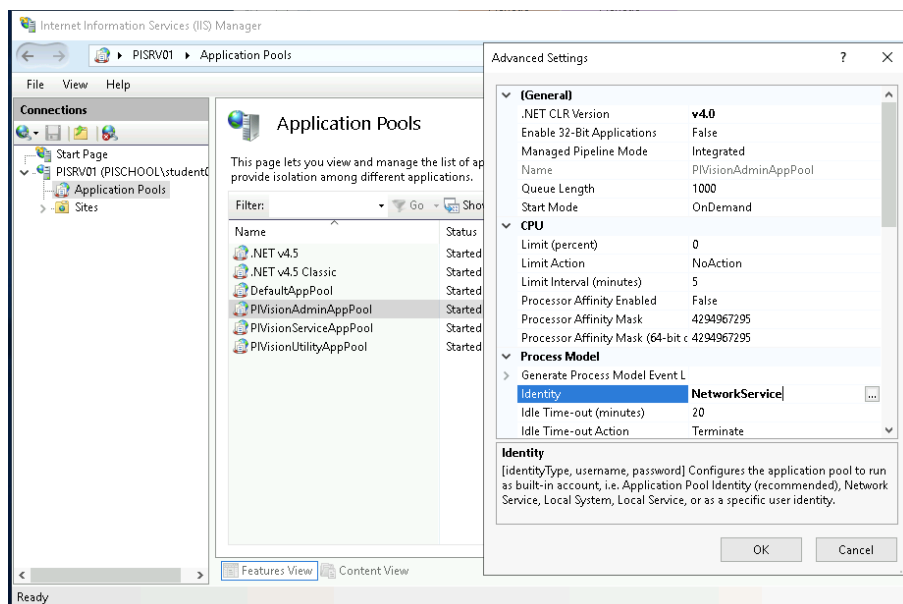 Internet Information Services (IIS) Manager
PISRV01 Application Pools
File View Help
Connections
Start Page
PISRV01 (PISCHOOL\student0
Application Pools
Sites
Application Pools
This page lets you view and manage the list of ap
provide isolation among different applications.
Filter: Go Sho
Name Status
.NET v4.5 Started
.NET v4.5 Classic Started
DefaultAppPool Started
PIVisionAdminAppPool Started
PIVisionServiceAppPool Started
PIVisionUtilityAppPool Started
Features View Content View
Ready
Advanced Settings ?
(General)
.NET CLR Version v4.0
Enable 32-Bit Applications False
Managed Pipeline Mode Integrated
Name PIVisionAdminAppPool
Queue Length 1000
Start Mode OnDemand
CPU
Limit (percent) 0
Limit Action NoAction
Limit Interval (minutes) 5
Processor Affinity Enabled False
Processor Affinity Mask 4294967295
Processor Affinity Mask (64-bit c 4294967295
Process Model
Generate Process Model Event L
Identity NetworkService ...
Idle Time-out (minutes) 20
Idle Time-out Action Terminate
Identity
[identityType, username, password] Configures the application pool to run
as built-in account, i.e. Application Pool Identity (recommended), Network
Service, Local System, Local Service, or as a specific user identity.
OK Cancel